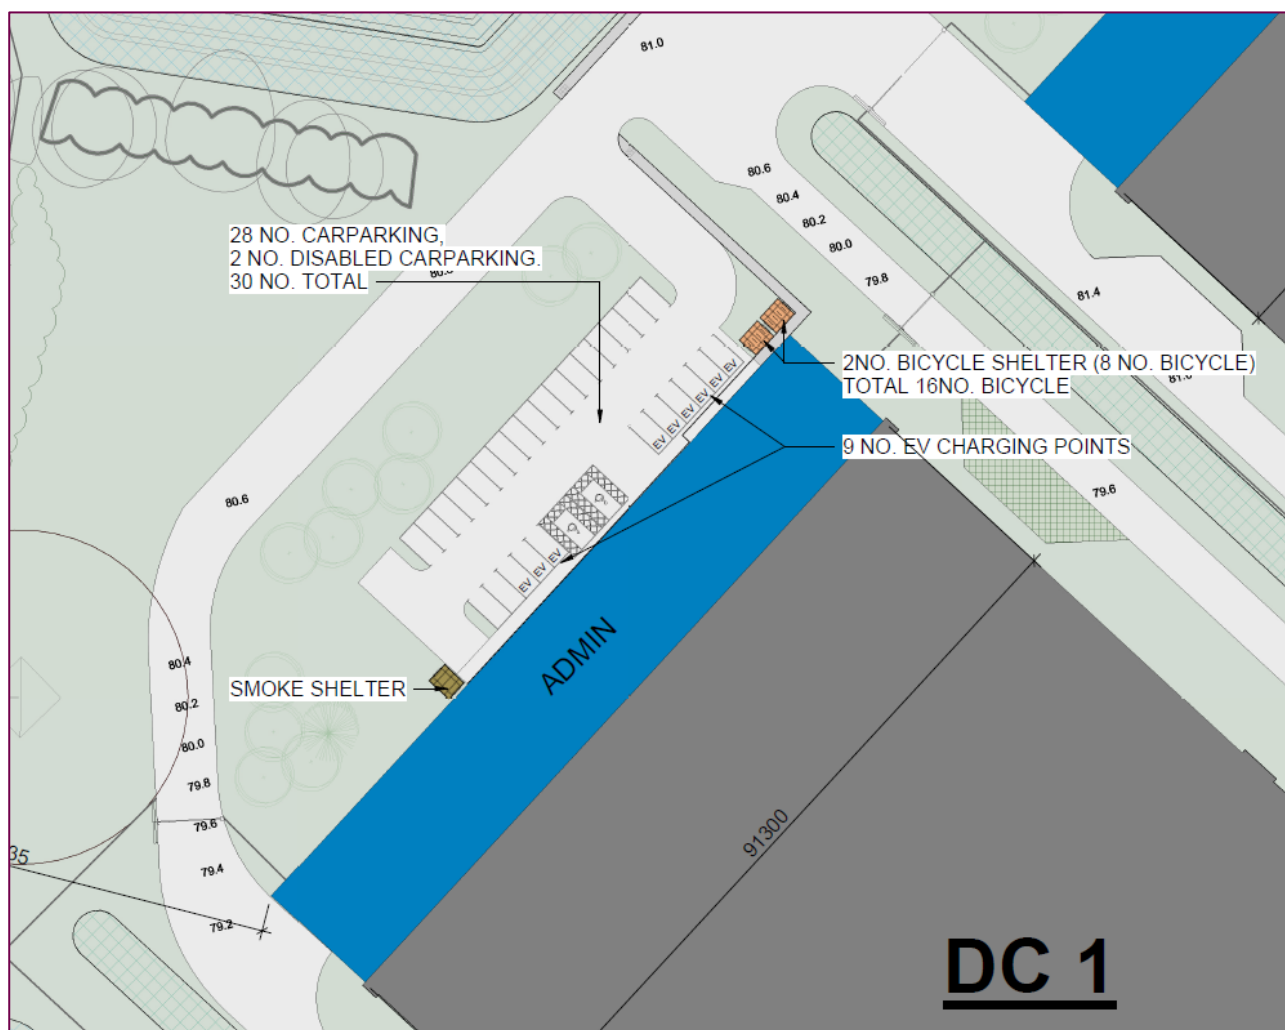 81.0
80.6
80.4
80.2
80.0
79.8
28 NO. CARPARKING,
2 NO. DISABLED CARPARKING.
30 NO. TOTAL
81.4
2NO. BICYCLE SHELTER (8 NO. BICYCLE)
TOTAL 16NO. BICYCLE
EV
EV
EV
EV
EV
EV
9 NO. EV CHARGING POINTS
79.6
80.6
EV
EV
EV
ADMIN
SMOKE SHELTER
80.4
80.2
80.0
79.8
79.6
79.4
79.2
91300
DC 1